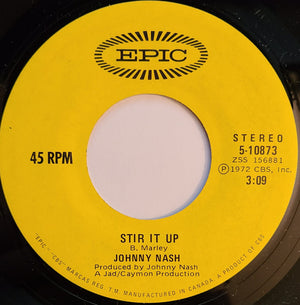 EPIC
45 RPM
STEREO
5-10873
ZSS 156881
Ⓟ1972 CBS, Inc.
3:09
STIR IT UP
B. Marley
JOHNNY NASH
Produced by Johnny Nash
A Jad/Caymon Production
"EPIC", "CBS" MARCAS REG. T.M. MANUFACTURED IN CANADA. A PRODUCT OF CBS